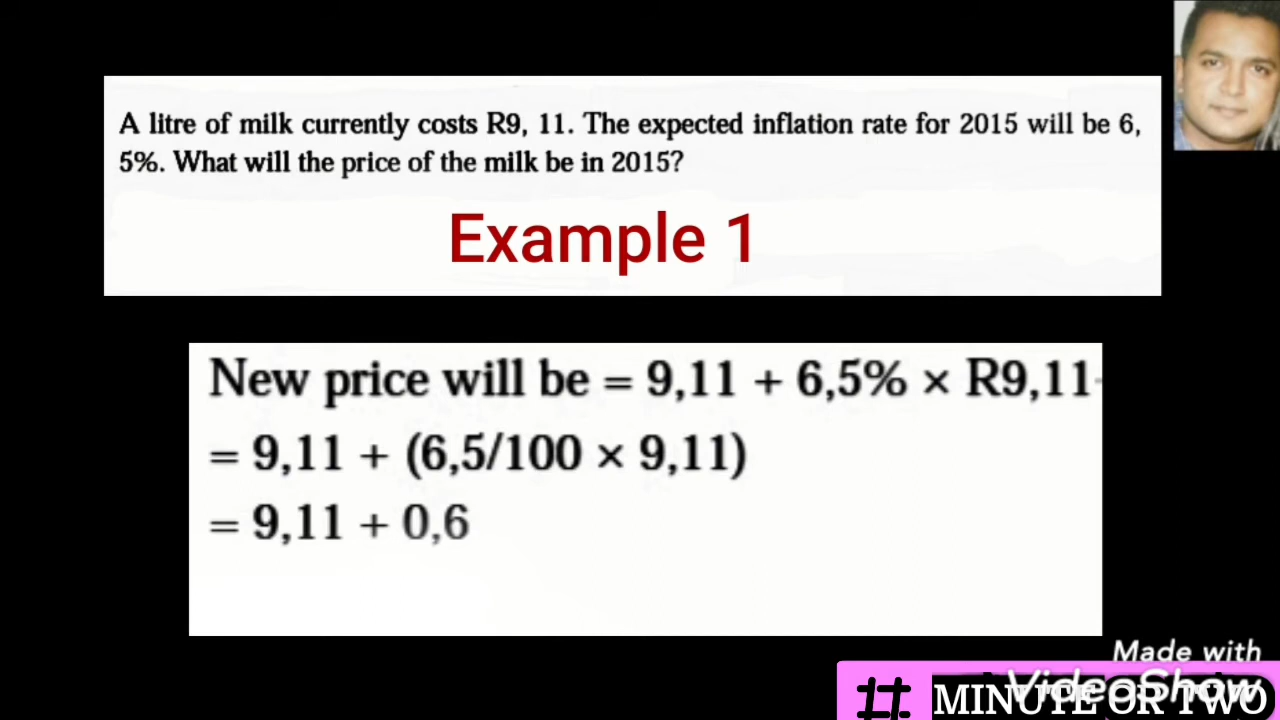 A litre of milk currently costs R9, 11. The expected inflation rate for 2015 will be 6,
5%. What will the price of the milk be in 2015?
Example 1
New price will be = 9,11 + 6,5% × R9,11
= 9,11 + (6,5/100 × 9,11)
= 9,11 + 0,6
Made with
VideoShow
# MINUTE OR TWO